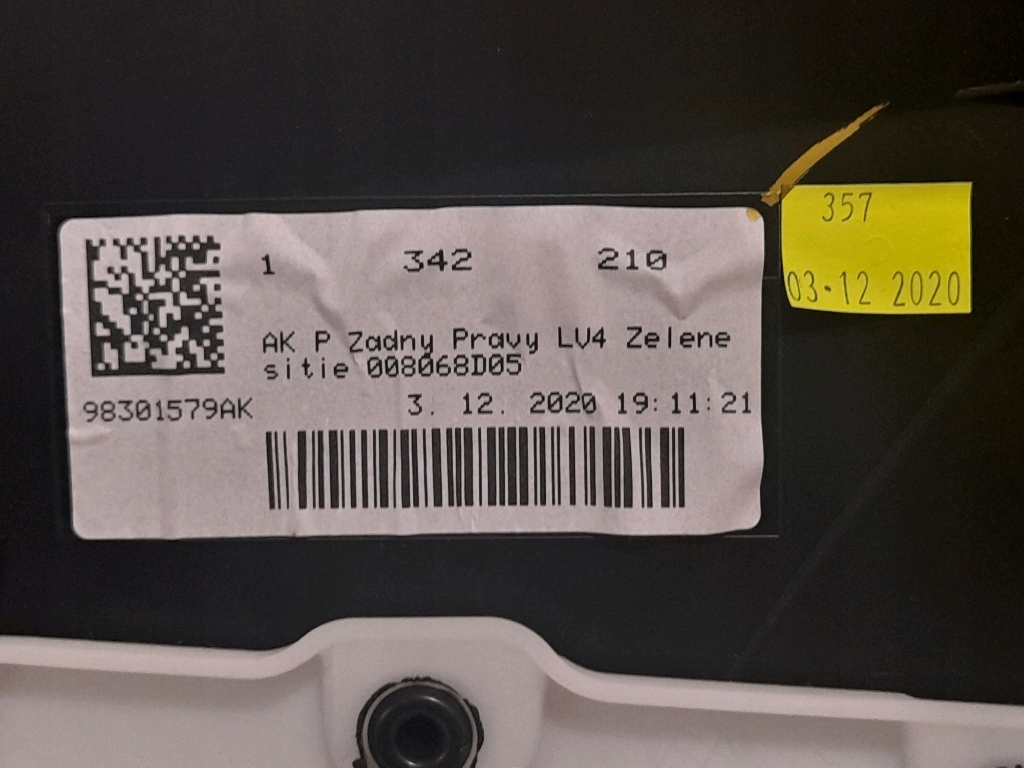 1 342 210
AK P Zadny Pravy LV4 Zelene
sitie 008068D05
98301579AK 3. 12. 2020 19:11:21
357
03·12 2020